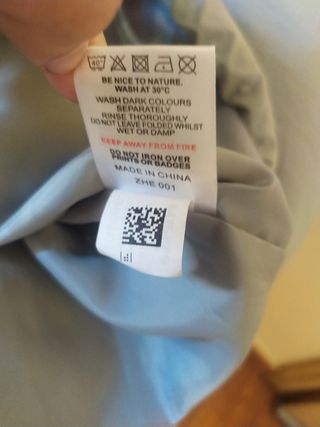 40°
BE NICE TO NATURE.
WASH AT 30°C
WASH DARK COLOURS
SEPARATELY
RINSE THOROUGHLY
DO NOT LEAVE FOLDED WHILST
WET OR DAMP
KEEP AWAY FROM FIRE
DO NOT IRON OVER
PRINTS OR BADGES
MADE IN CHINA
ZHE 001